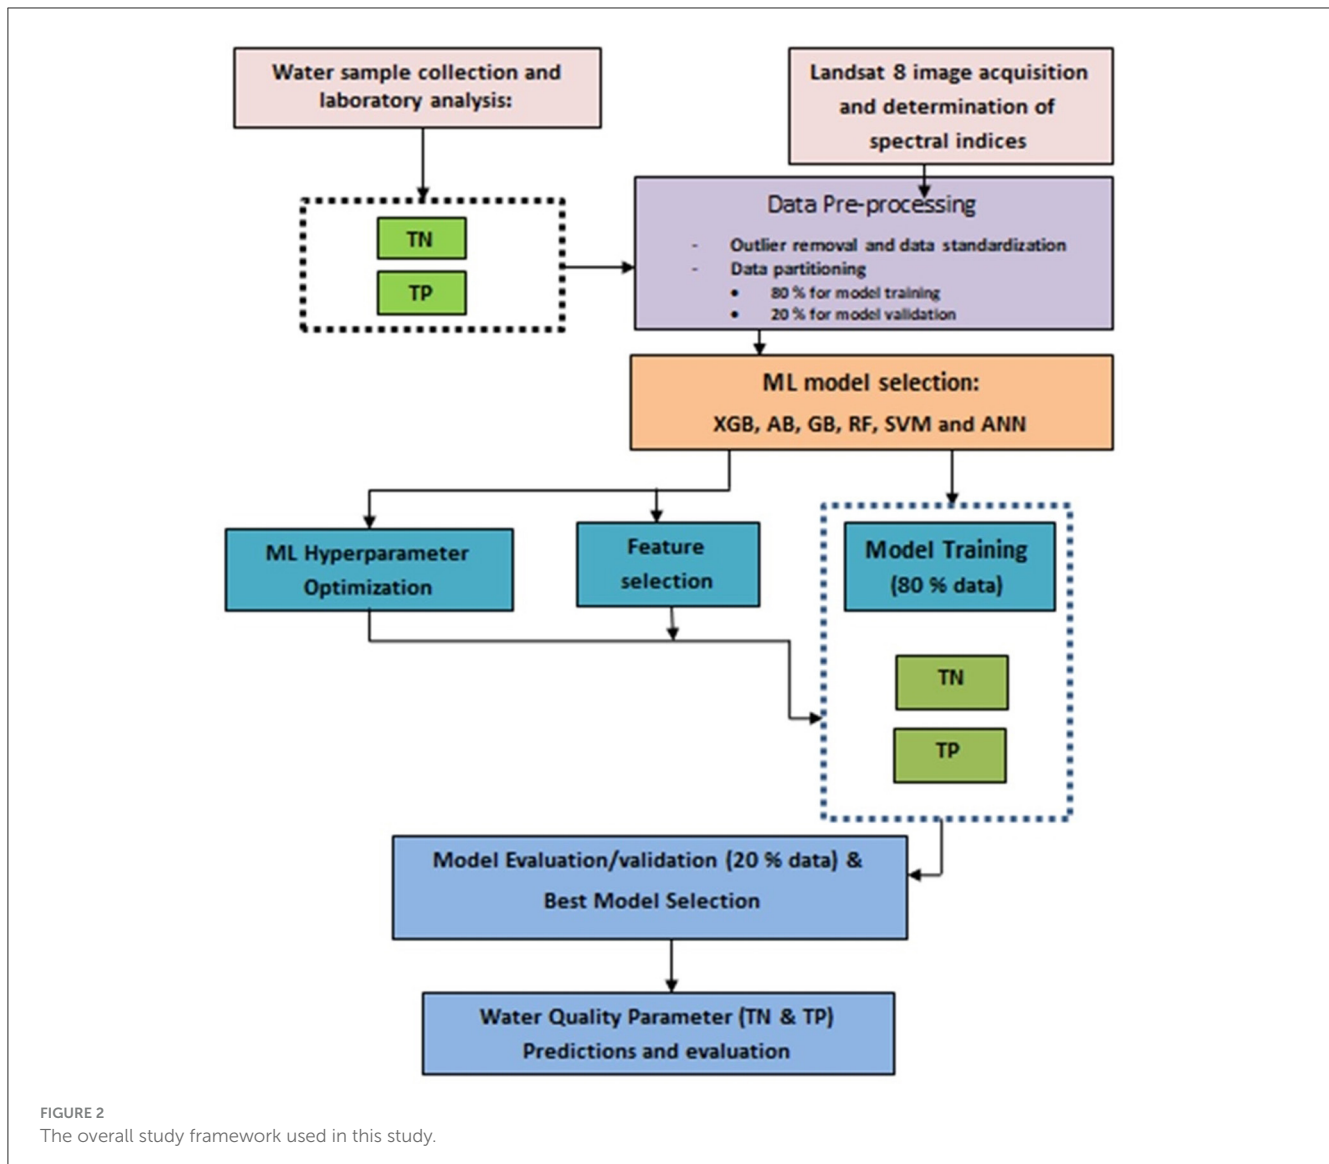 Water sample collection and
laboratory analysis:
Landsat 8 image acquisition
and determination of
spectral indices
TN
TP
Data Pre-processing
- Outlier removal and data standardization
- Data partitioning
• 80 % for model training
• 20 % for model validation
ML model selection:
XGB, AB, GB, RF, SVM and ANN
ML Hyperparameter
Optimization
Feature
selection
Model Training
(80 % data)
TN
TP
Model Evaluation/validation (20 % data) &
Best Model Selection
Water Quality Parameter (TN & TP)
Predictions and evaluation
FIGURE 2
The overall study framework used in this study.